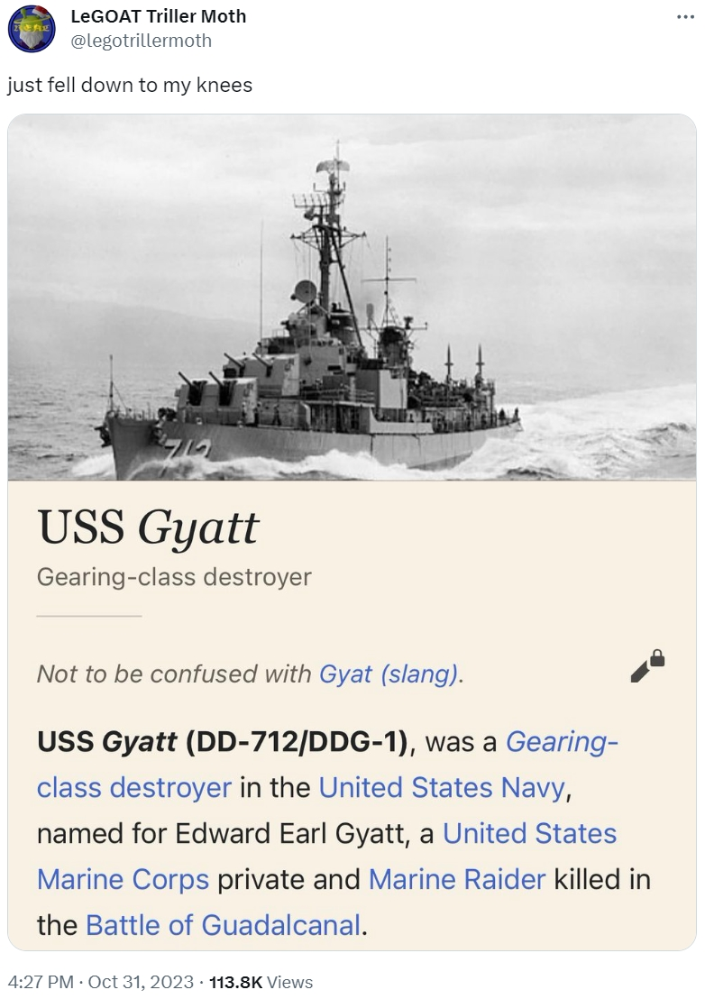 LeGOAT Triller Moth
@legotrillermoth
just fell down to my knees
712
USS Gyatt
Gearing-class destroyer
Not to be confused with Gyat (slang).
USS Gyatt (DD-712/DDG-1), was a Gearing-
class destroyer in the United States Navy,
named for Edward Earl Gyatt, a United States
Marine Corps private and Marine Raider killed in
the Battle of Guadalcanal.
4:27 PM · Oct 31, 2023 · 113.8K Views